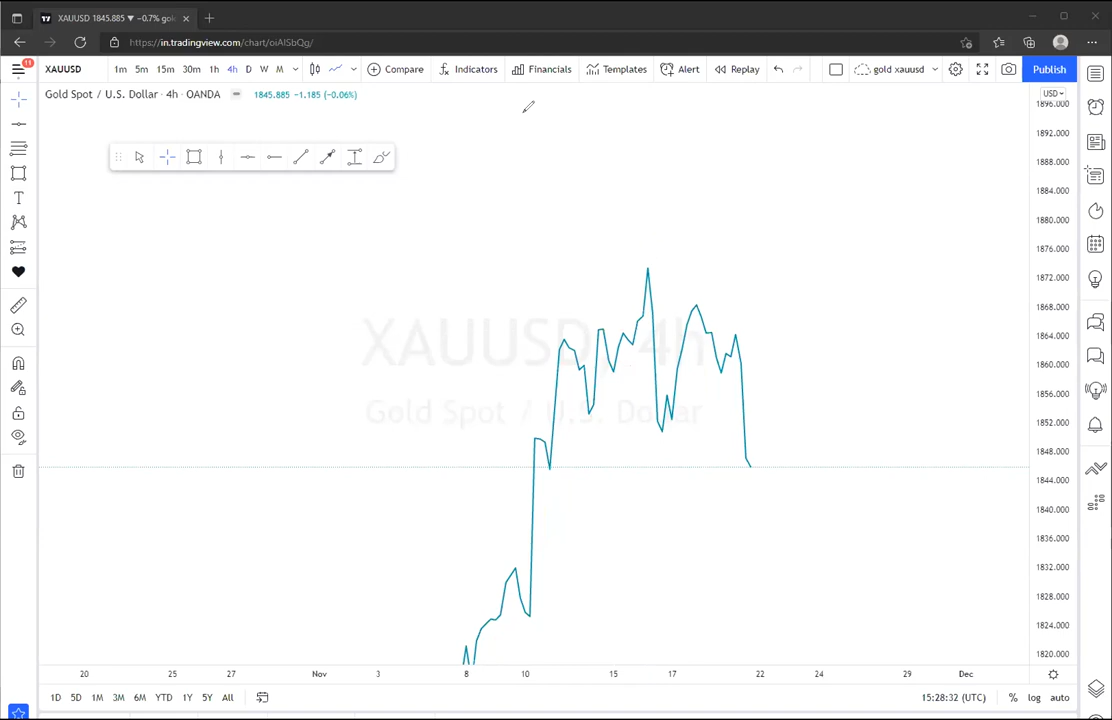 XAUUSD 1845.885 ▼ −0.7% gol
https://in.tradingview.com/chart/oiAISbQg/
11
XAUUSD 1m 5m 15m 30m 1h 4h D W M Compare Indicators Financials Templates Alert Replay gold xauusd Publish
Gold Spot / U.S. Dollar · 4h · OANDA 1845.885 −1.185 (−0.06%)
USD
1896.000
1892.000
1888.000
1884.000
1880.000
1876.000
1872.000
1868.000
1864.000
1860.000
1856.000
1852.000
1848.000
1844.000
1840.000
1836.000
1832.000
1828.000
1824.000
1820.000
XAUUSD, 4h
Gold Spot / U.S. Dollar
20 25 27 Nov 3 8 10 15 17 22 24 29 Dec
1D 5D 1M 3M 6M YTD 1Y 5Y All 15:28:32 (UTC) % log auto